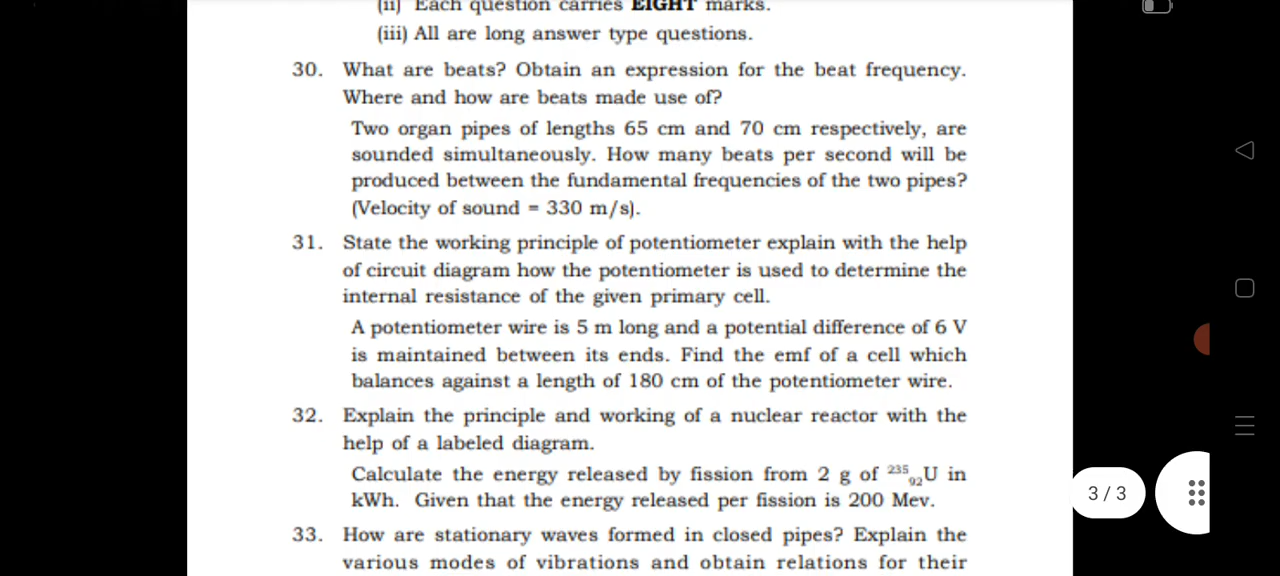 (ii) Each question carries EIGHT marks.
(iii) All are long answer type questions.
30. What are beats? Obtain an expression for the beat frequency.
Where and how are beats made use of?
Two organ pipes of lengths 65 cm and 70 cm respectively, are
sounded simultaneously. How many beats per second will be
produced between the fundamental frequencies of the two pipes?
(Velocity of sound = 330 m/s).
31. State the working principle of potentiometer explain with the help
of circuit diagram how the potentiometer is used to determine the
internal resistance of the given primary cell.
A potentiometer wire is 5 m long and a potential difference of 6 V
is maintained between its ends. Find the emf of a cell which
balances against a length of 180 cm of the potentiometer wire.
32. Explain the principle and working of a nuclear reactor with the
help of a labeled diagram.
Calculate the energy released by fission from 2 g of ²³⁵₉₂U in
kWh. Given that the energy released per fission is 200 Mev.
3 / 3
33. How are stationary waves formed in closed pipes? Explain the
various modes of vibrations and obtain relations for their